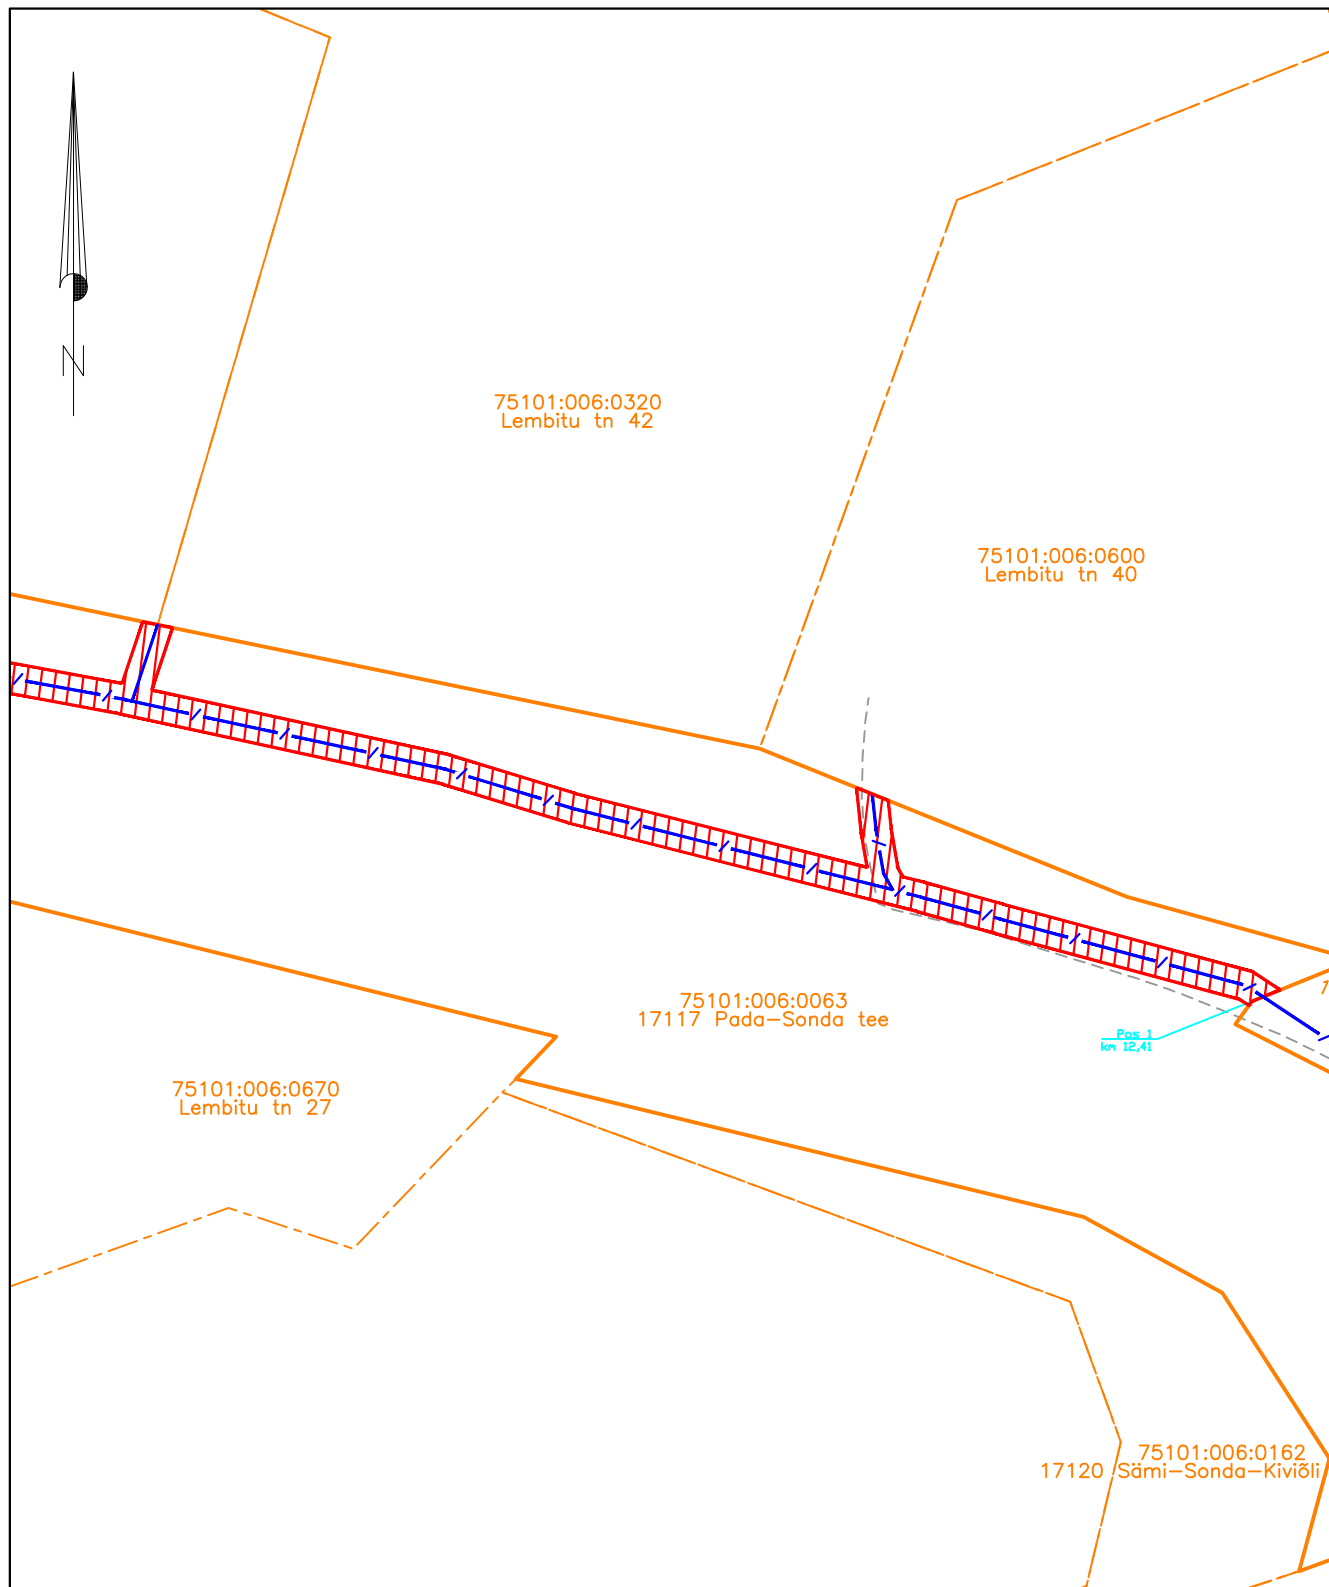 N
75101:006:0320
Lembitu tn 42
75101:006:0600
Lembitu tn 40
75101:006:0063
17117 Pada-Sonda tee
1
Pos 1
km 12,41
75101:006:0670
Lembitu tn 27
75101:006:0162
17120 Sämi-Sonda-Kiviõli